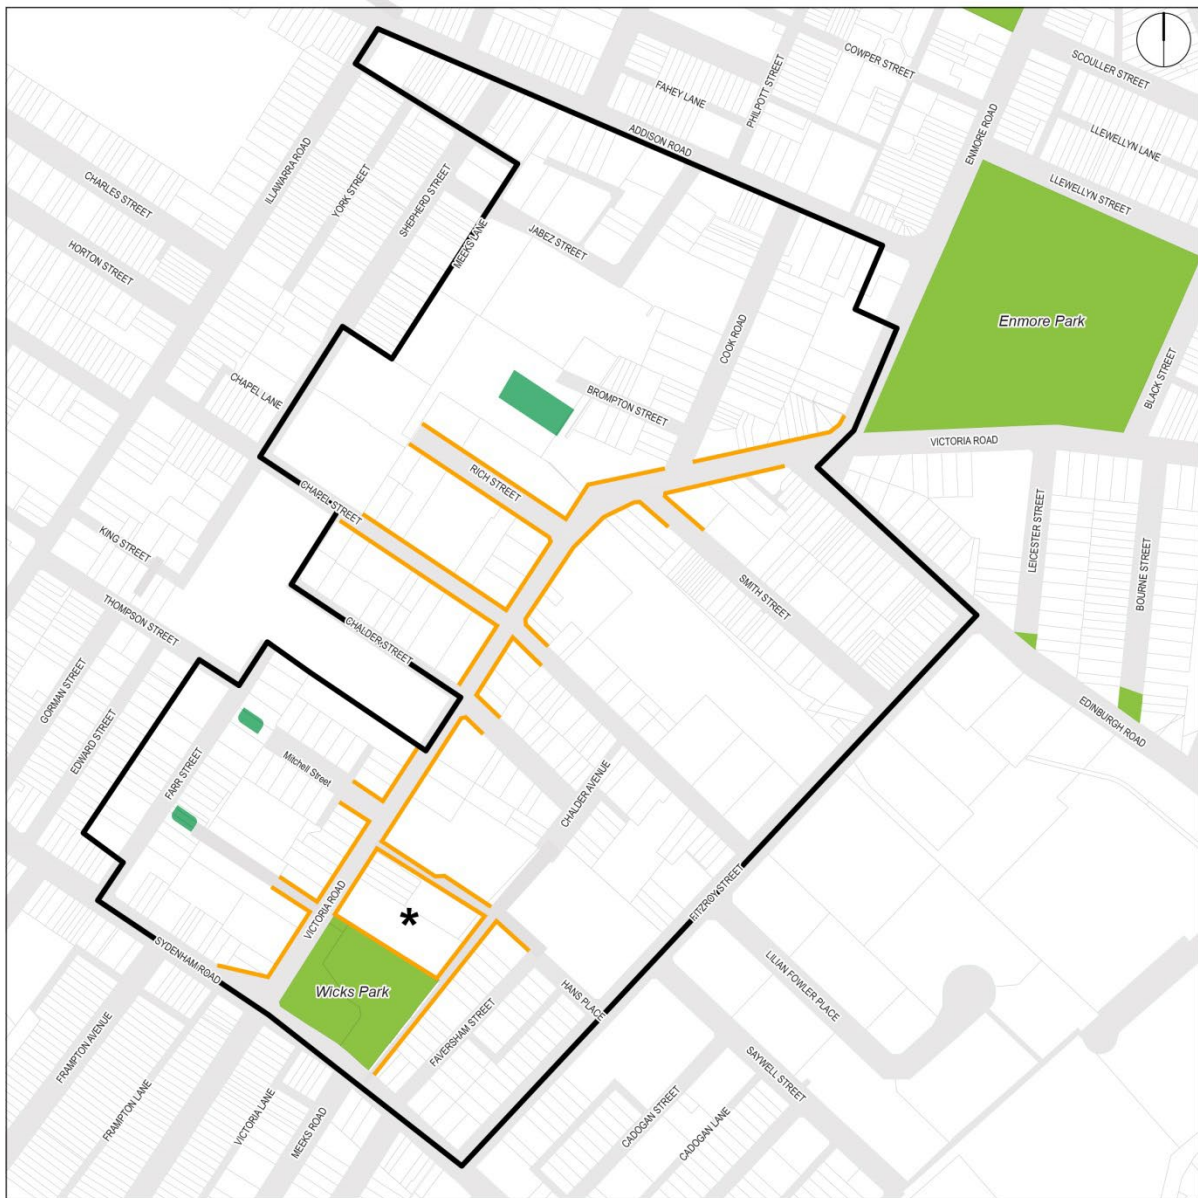 COWPER STREET
SCOULLER STREET
FAHEY LANE
PHILPOTT STREET
ADDISON ROAD
ENMORE ROAD
LLEWELLYN LANE
LLEWELLYN STREET
ILLAWARRA ROAD
YORK STREET
SHEPHERD STREET
CHARLES STREET
MEEKS LANE
JABEZ STREET
HORTON STREET
Enmore Park
COOK ROAD
BLACK STREET
CHAPEL LANE
BROMPTON STREET
VICTORIA ROAD
RICH STREET
CHAPEL STREET
LEICESTER STREET
KING STREET
BOURNE STREET
SMITH STREET
THOMPSON STREET
CHALDER STREET
GORMAN STREET
EDINBURGH ROAD
EDWARD STREET
FARR STREET
Mitchell Street
CHALDER AVENUE
FITZROY STREET
VICTORIA ROAD
*
SYDENHAM ROAD
Wicks Park
HANS PLACE
LILIAN FOWLER PLACE
FAVERSHAM STREET
FRAMPTON AVENUE
SAYWELL STREET
FRAMPTON LANE
VICTORIA LANE
MEEKS ROAD
CADOGAN STREET
CADOGAN LANE